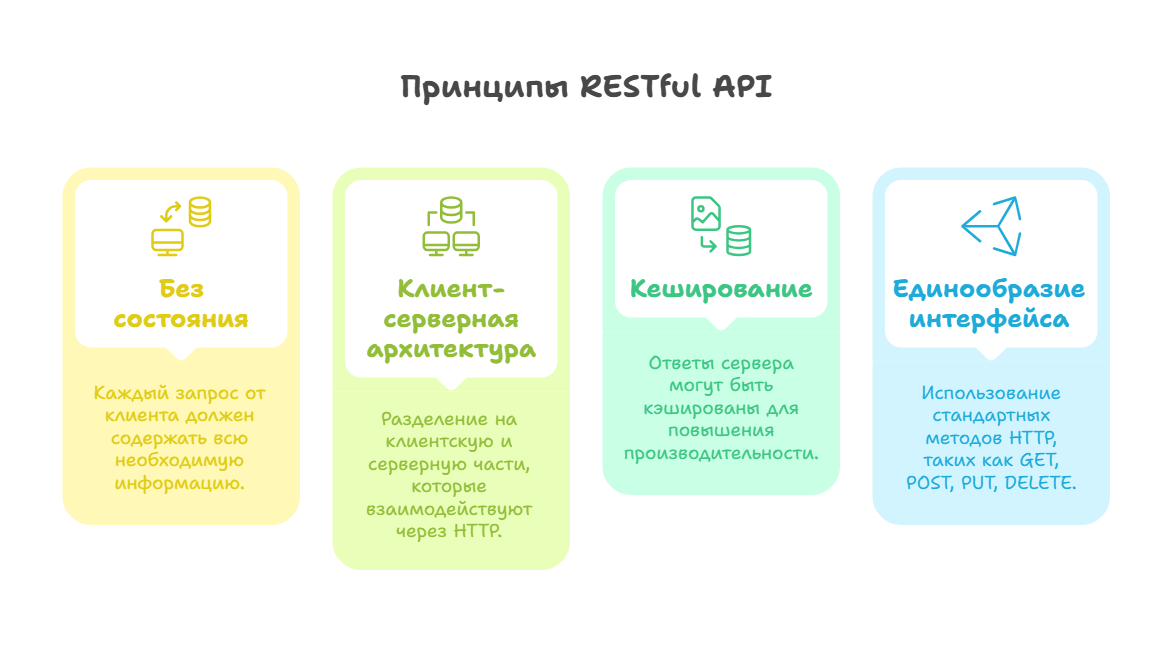 Принципы RESTful API
Без
состояния
Каждый запрос от
клиента должен
содержать всю
необходимую
информацию.
Клиент-
серверная
архитектура
Разделение на
клиентскую и
серверную части,
которые
взаимодействуют
через HTTP.
Кеширование
Ответы сервера
могут быть
кэшированы для
повышения
производительности.
Единообразие
интерфейса
Использование
стандартных
методов HTTP,
таких как GET,
POST, PUT, DELETE.